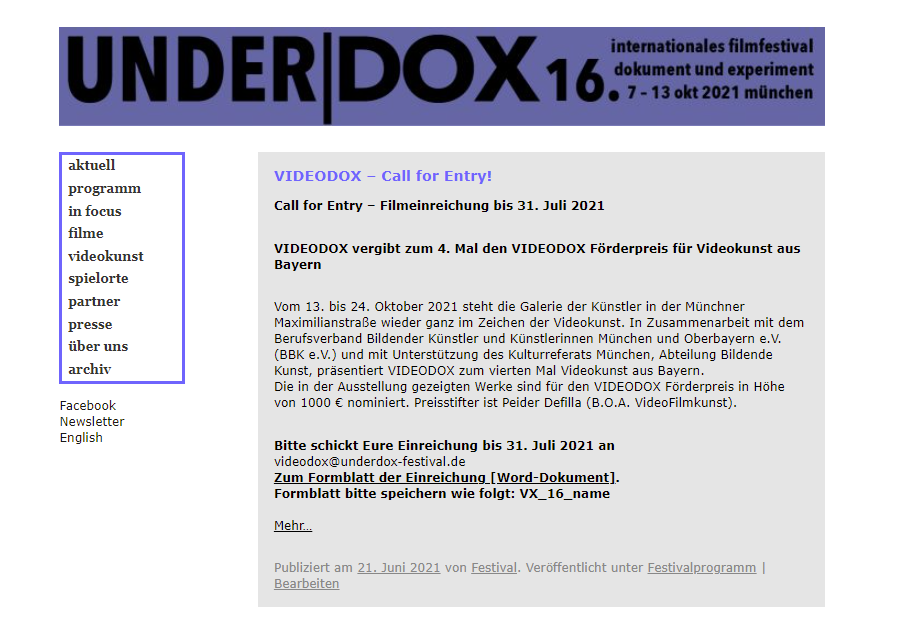 UNDER|DOX 16.
internationales filmfestival
dokument und experiment
7 - 13 okt 2021 münchen
aktuell
programm
in focus
filme
videokunst
spielorte
partner
presse
über uns
archiv
Facebook
Newsletter
English
VIDEODOX – Call for Entry!
Call for Entry – Filmeinreichung bis 31. Juli 2021
VIDEODOX vergibt zum 4. Mal den VIDEODOX Förderpreis für Videokunst aus
Bayern
Vom 13. bis 24. Oktober 2021 steht die Galerie der Künstler in der Münchner
Maximilianstraße wieder ganz im Zeichen der Videokunst. In Zusammenarbeit mit dem
Berufsverband Bildender Künstler und Künstlerinnen München und Oberbayern e.V.
(BBK e.V.) und mit Unterstützung des Kulturreferats München, Abteilung Bildende
Kunst, präsentiert VIDEODOX zum vierten Mal Videokunst aus Bayern.
Die in der Ausstellung gezeigten Werke sind für den VIDEODOX Förderpreis in Höhe
von 1000 € nominiert. Preisstifter ist Peider Defilla (B.O.A. VideoFilmkunst).
Bitte schickt Eure Einreichung bis 31. Juli 2021 an
videodox@underdox-festival.de
Zum Formblatt der Einreichung [Word-Dokument].
Formblatt bitte speichern wie folgt: VX_16_name
Mehr...
Publiziert am 21. Juni 2021 von Festival. Veröffentlicht unter Festivalprogramm |
Bearbeiten